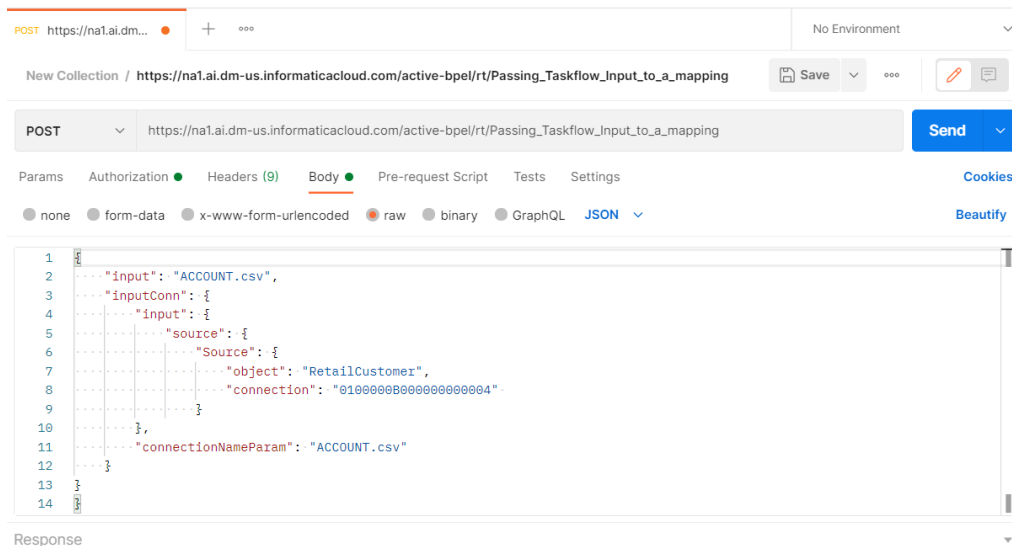 POST https://na1.ai.dm...
No Environment
New Collection / https://na1.ai.dm-us.informaticacloud.com/active-bpel/rt/Passing_Taskflow_Input_to_a_mapping
Save
POST https://na1.ai.dm-us.informaticacloud.com/active-bpel/rt/Passing_Taskflow_Input_to_a_mapping Send
Params Authorization Headers (9) Body Pre-request Script Tests Settings Cookies
none form-data x-www-form-urlencoded raw binary GraphQL JSON Beautify
1 {
2 "input": "ACCOUNT.csv",
3 "inputConn": {
4 "input": {
5 "source": {
6 "Source": {
7 "object": "RetailCustomer",
8 "connection": "0100000B000000000004"
9 }
10 },
11 "connectionNameParam": "ACCOUNT.csv"
12 }
13 }
14 }
Response